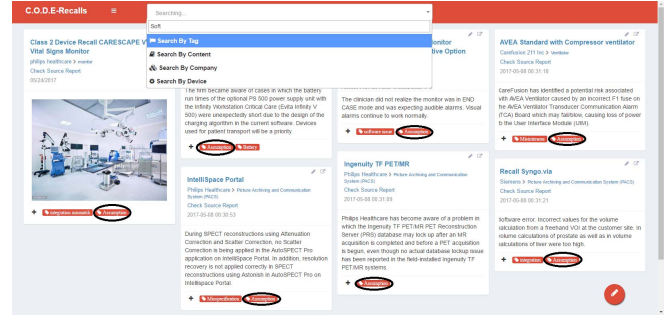 C.O.D.E-Recalls
Searching...
Soft
Search By Tag
Search By Content
Search By Company
Search By Device
Class 2 Device Recall CARESCAPE V
Vital Signs Monitor
philips healthcare > monitor
Check Source Report
05/24/2017
+ integration mismatch Assumption
The firm became aware of cases in which the battery
run times of the optional PS 500 power supply unit with
the Infinity Workstation Critical Care (Evita Infinity V
500) were unexpectedly short due to the design of the
charging algorithm in the current software. Devices
used for patient transport will be a priority.
+ Assumption Battery
IntelliSpace Portal
Philips Healthcare > Picture Archiving and Communication
System (PACS)
Check Source Report
2017-05-08 00:30:53
During SPECT reconstructions using Attenuation
Correction and Scatter Correction, no Scatter
Correction is being applied in the AutoSPECT Pro
application on IntelliSpace Portal. In addition, resolution
recovery is not applied correctly in SPECT
reconstructions using Astonish in AutoSPECT Pro on
IntelliSpace Portal.
+ Misspecification Assumption
onitor
tive Option
The clinician did not realize the monitor was in END
CASE mode and was expecting audible alarms. Visual
alarms continue to work normally.
+ software issue Assumption
Ingenuity TF PET/MR
Philips Healthcare > Picture Archiving and Communication
System (PACS)
Check Source Report
2017-05-08 00:31:09
Philips Healthcare has become aware of a problem in
which the Ingenuity TF PET/MR PET Reconstruction
Server (PRS) database may lock up after an MR
acquisition is completed and before a PET acquisition
is begun, even though no actual database lockup issue
has been reported in the field-installed Ingenuity TF
PET/MR systems.
+ Assumption
AVEA Standard with Compressor ventilator
Carefusion 211 Inc > Ventilator
Check Source Report
2017-05-08 00:31:18
CareFusion has identified a potential risk associated
with AVEA Ventilator caused by an incorrect F1 fuse on
he AVEA Ventilator Transducer Communication Alarm
(TCA) Board which may fail/blow, causing loss of power
o the User Interface Module (UIM).
+ Maintenance Assumption
Recall Syngo.via
Siemens > Picture Archiving and Communication System (PACS)
Check Source Report
2017-05-08 00:31:21
software error: Incorrect values for the volume
alculation from a freehand VOI at the customer site. In
olume calculations of prostate as well as in volume
alculations of liver were too high.
+ integration Assumption